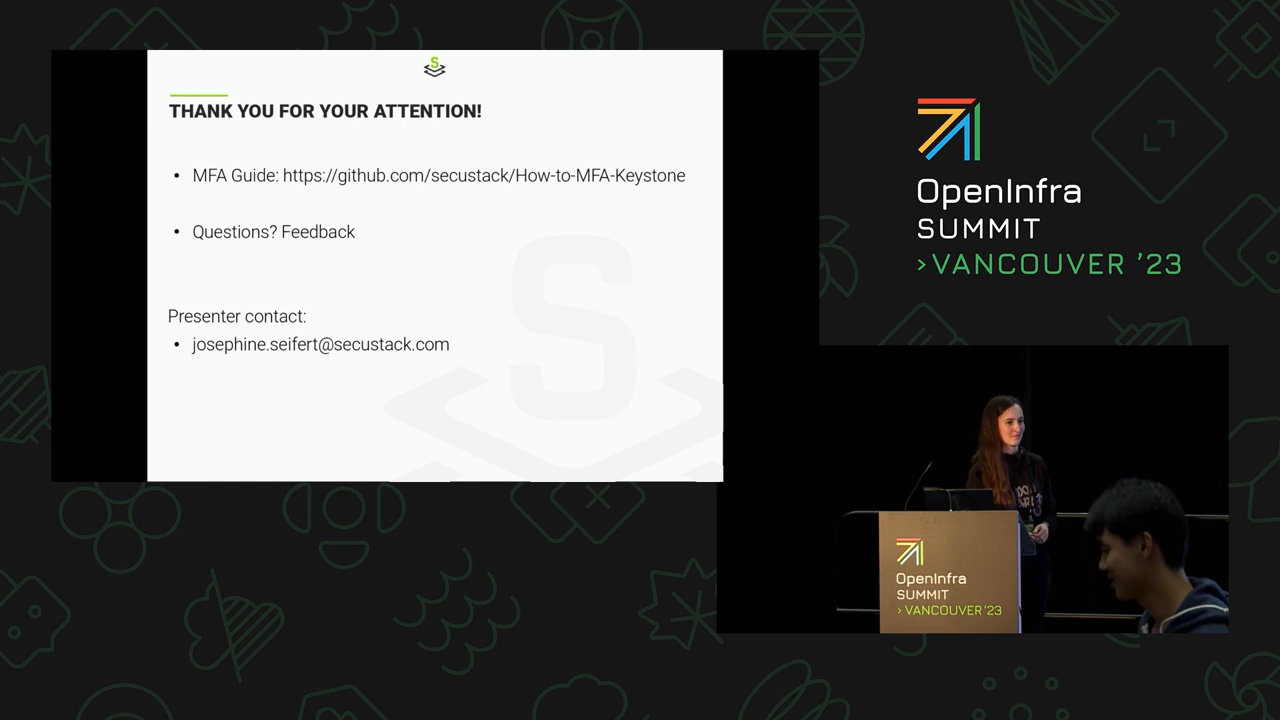 S
THANK YOU FOR YOUR ATTENTION!
• MFA Guide: https://github.com/secustack/How-to-MFA-Keystone
• Questions? Feedback
Presenter contact:
• josephine.seifert@secustack.com
S
OpenInfra
SUMMIT
>VANCOUVER '23
OpenInfra
SUMMIT
> VANCOUVER '23